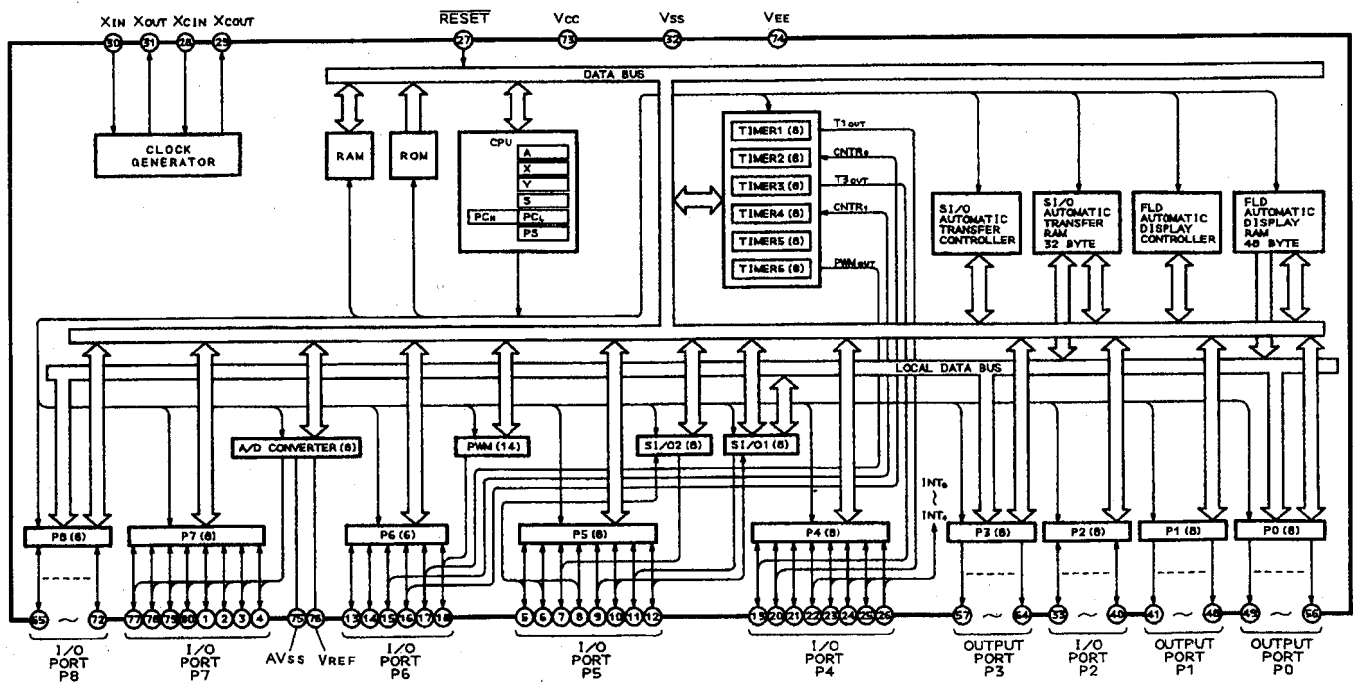 XIN XOUT XCIN XCOUT RESET VCC VSS VEE
30 31 28 29 27 73 32 74
DATA BUS
CLOCK
GENERATOR
RAM
ROM
CPU
A
X
Y
S
PCH PCL
PS
TIMER1 (8)
TIMER2 (8)
TIMER3 (8)
TIMER4 (8)
TIMER5 (8)
TIMER6 (8)
T1OUT
CNTR0
T3OUT
CNTR1
PWMOUT
SI/O
AUTOMATIC
TRANSFER
CONTROLLER
SI/O
AUTOMATIC
TRANSFER
RAM
32 BYTE
FLD
AUTOMATIC
DISPLAY
CONTROLLER
FLD
AUTOMATIC
DISPLAY
RAM
48 BYTE
LOCAL DATA BUS
A/D CONVERTER (8)
PWM (14)
SI/O2 (8)
SI/O1 (8)
INT0
~
P8 (8) P7 (8) P6 (6) P5 (8) P4 (8) P3 (8) P2 (8) P1 (8) P0 (8)
65 ~ 72 77 78 79 80 1 2 3 4 75 76 13 14 15 16 17 18 5 6 7 8 9 10 11 12 19 20 21 22 23 24 25 26 57 ~ 64 33 ~ 40 41 ~ 48 49 ~ 56
I/O
PORT
P8
I/O
PORT
P7
AVSS VREF
I/O
PORT
P6
I/O
PORT
P5
I/O
PORT
P4
OUTPUT
PORT
P3
I/O
PORT
P2
OUTPUT
PORT
P1
OUTPUT
PORT
P0